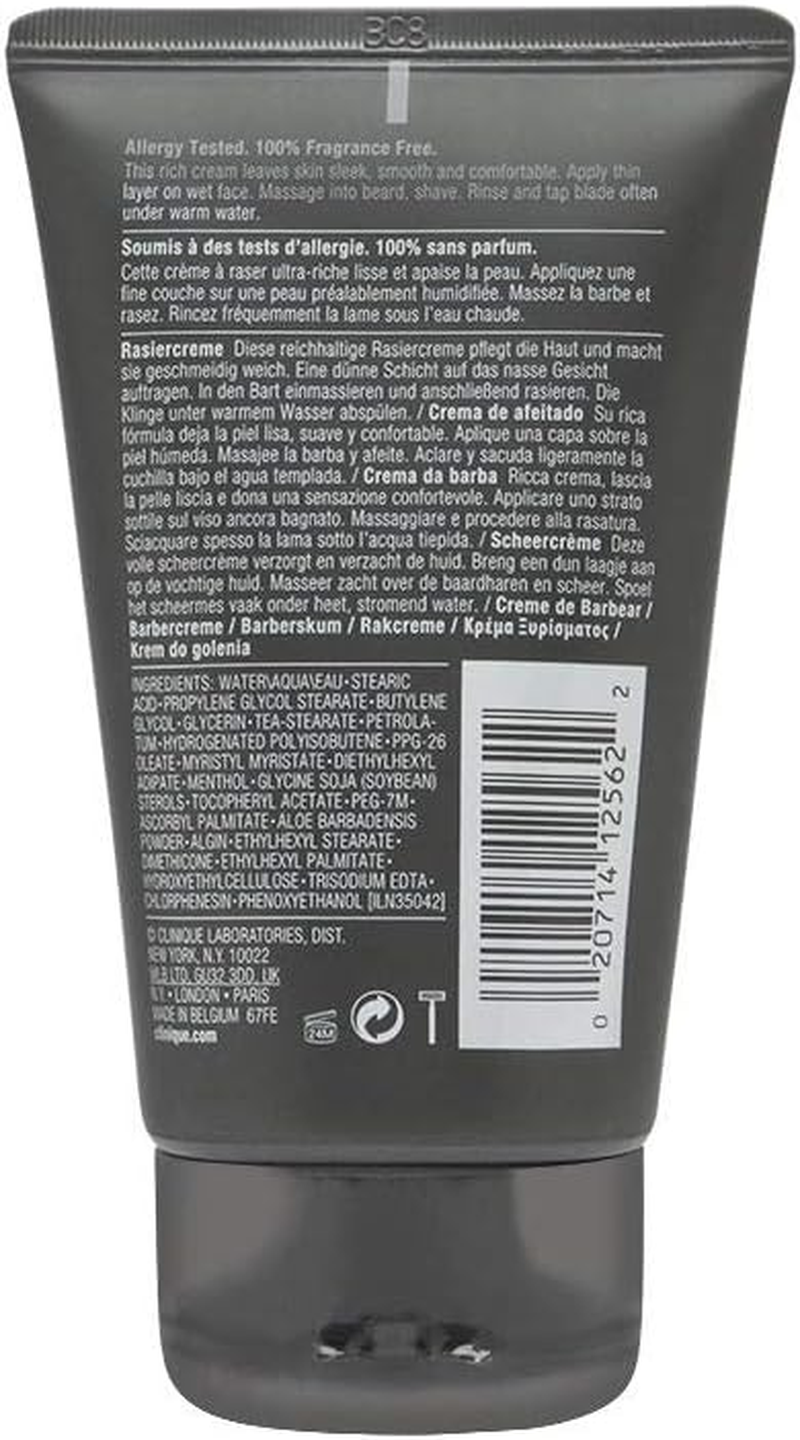 3C8
Allergy Tested. 100% Fragrance Free.
This rich cream leaves skin sleek, smooth and comfortable. Apply thin
layer on wet face. Massage into beard, shave. Rinse and tap blade often
under warm water.
Soumis à des tests d'allergie. 100% sans parfum.
Cette crème à raser ultra-riche lisse et apaise la peau. Appliquez une
fine couche sur une peau préalablement humidifiée. Massez la barbe et
rasez. Rincez fréquemment la lame sous l'eau chaude.
Rasiercreme Diese reichhaltige Rasiercreme pflegt die Haut und macht
sie geschmeidig weich. Eine dünne Schicht auf das nasse Gesicht
auftragen. In den Bart einmassieren und anschließend rasieren. Die
Klinge unter warmem Wasser abspülen. / Crema de afeitado Su rica
fórmula deja la piel lisa, suave y confortable. Aplique una capa sobre la
piel húmeda. Masajee la barba y afeite. Aclare y sacuda ligeramente la
cuchilla bajo el agua templada. / Crema da barba Ricca crema, lascia
la pelle liscia e dona una sensazione confortevole. Applicare uno strato
sottile sul viso ancora bagnato. Massaggiare e procedere alla rasatura.
Sciacquare spesso la lama sotto l'acqua tiepida. / Scheercrème Deze
volle scheercrème verzorgt en verzacht de huid. Breng een dun laagje aan
op de vochtige huid. Masseer zacht over de baardharen en scheer. Spoel
het scheermes vaak onder heet, stromend water. / Creme de Barbear /
Barbercreme / Barberskum / Rakcreme / Κρέμα Ξυρίσματος /
Krem do golenia
INGREDIENTS: WATER\AQUA\EAU • STEARIC
ACID • PROPYLENE GLYCOL STEARATE • BUTYLENE
GLYCOL • GLYCERIN • TEA-STEARATE • PETROLA-
TUM • HYDROGENATED POLYISOBUTENE • PPG-26
OLEATE • MYRISTYL MYRISTATE • DIETHYLHEXYL
ADIPATE • MENTHOL • GLYCINE SOJA (SOYBEAN)
STEROLS • TOCOPHERYL ACETATE • PEG-7M •
ASCORBYL PALMITATE • ALOE BARBADENSIS
POWDER • ALGIN • ETHYLHEXYL STEARATE •
DIMETHICONE • ETHYLHEXYL PALMITATE •
HYDROXYETHYLCELLULOSE • TRISODIUM EDTA •
CHLORPHENESIN • PHENOXYETHANOL [ILN35042]
© CLINIQUE LABORATORIES, DIST.
NEW YORK, N.Y. 10022
MLB LTD. GU32 3DD. UK
N.Y. • LONDON • PARIS
MADE IN BELGIUM 67FE
clinique.com
24M
0 20714 12562 2